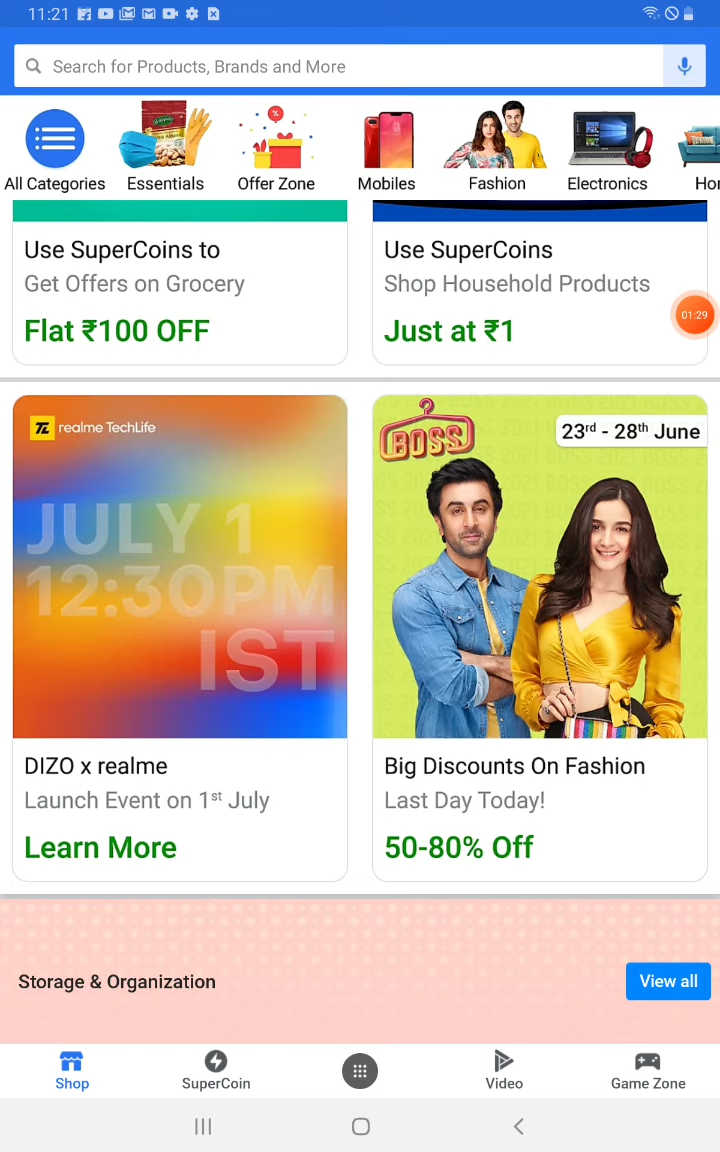 11:21
Search for Products, Brands and More
All Categories
Essentials
Offer Zone
Mobiles
Fashion
Electronics
Hor
Use SuperCoins to
Get Offers on Grocery
Flat ₹100 OFF
Use SuperCoins
Shop Household Products
Just at ₹1
01:29
TL realme TechLife
JULY 1
12:30PM
IST
DIZO x realme
Launch Event on 1st July
Learn More
BOSS
23rd - 28th June
Big Discounts On Fashion
Last Day Today!
50-80% Off
Storage & Organization
View all
Shop
SuperCoin
Video
Game Zone